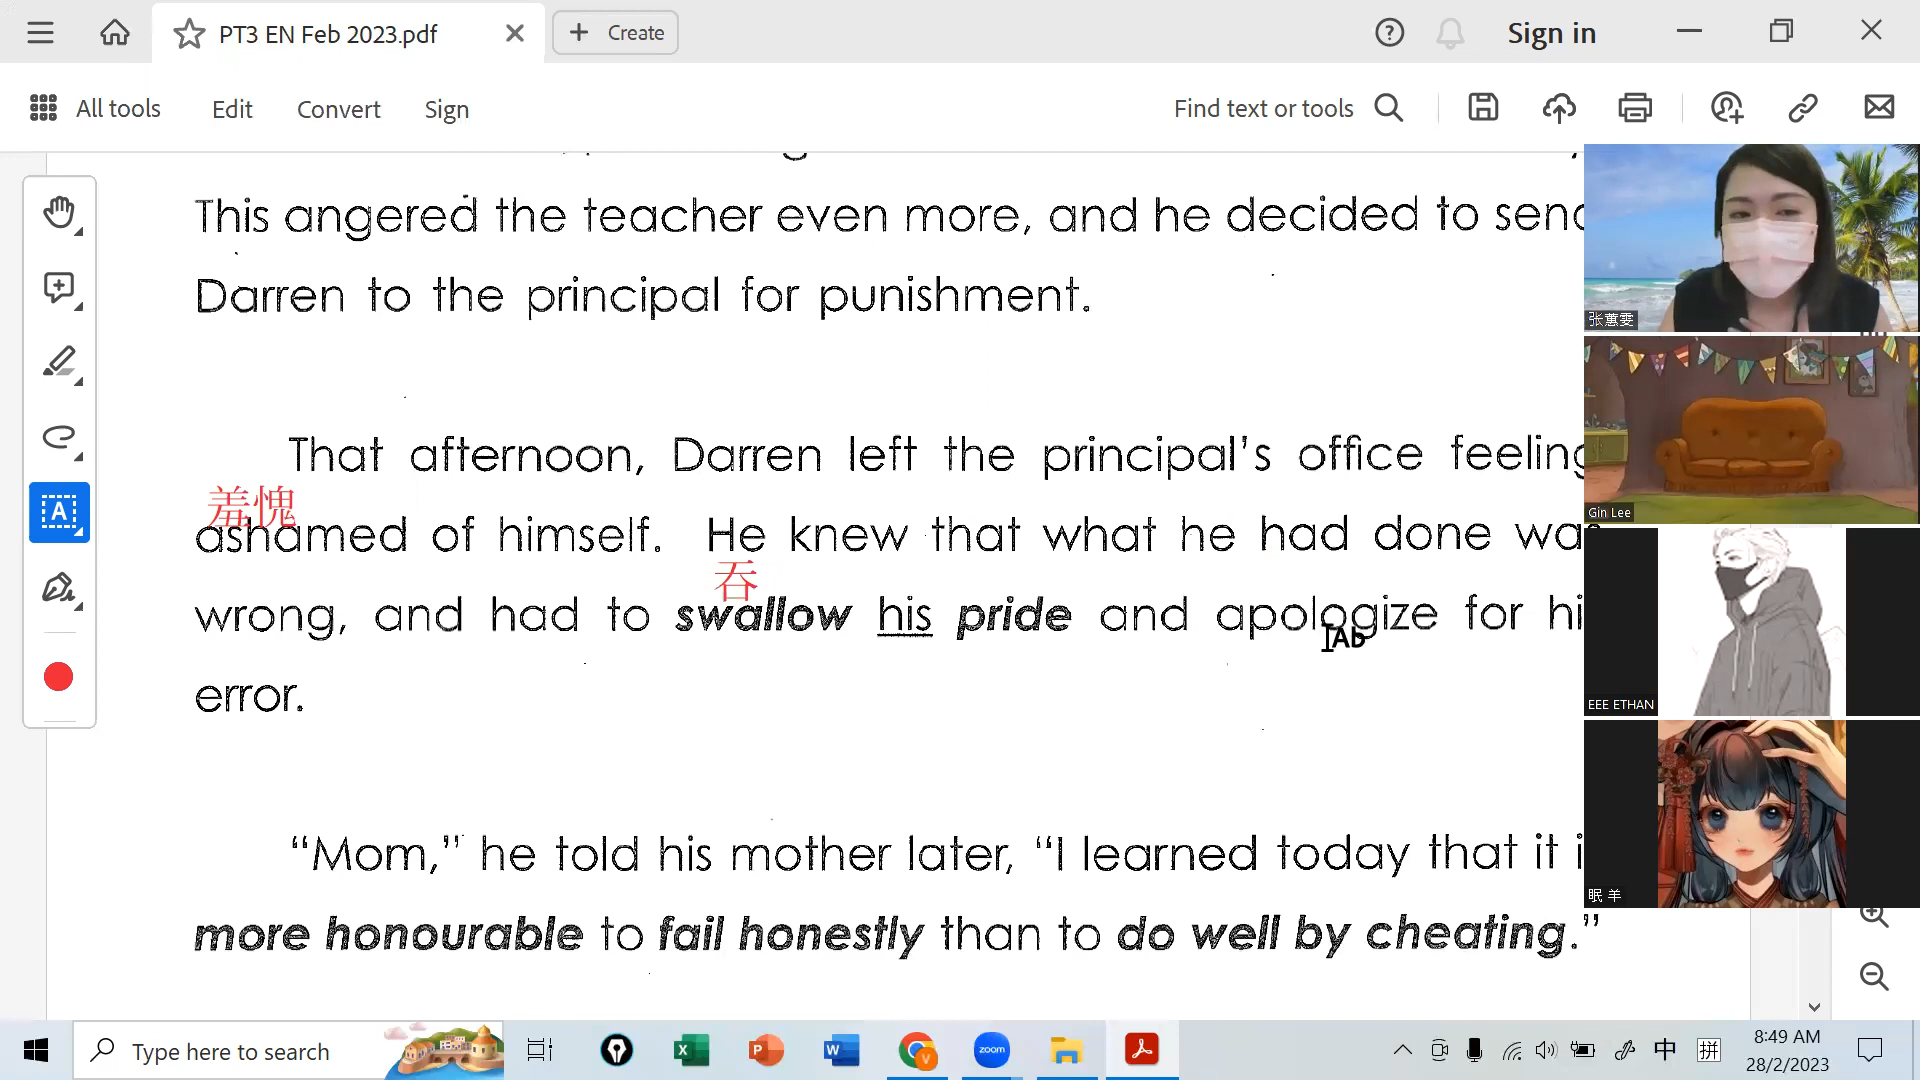 PT3 EN Feb 2023.pdf
Create
Sign in
All tools
Edit
Convert
Sign
Find text or tools
This angered the teacher even more, and he decided to send
Darren to the principal for punishment.
That afternoon, Darren left the principal's office feeling
羞愧
ashamed of himself. He knew that what he had done was
吞
wrong, and had to swallow his pride and apologize for hi
error.
"Mom," he told his mother later, "I learned today that it i
more honourable to fail honestly than to do well by cheating."
Ab
张蕙雯
Gin Lee
EEE ETHAN
眠 羊
Type here to search
zoom
中
拼
8:49 AM
28/2/2023